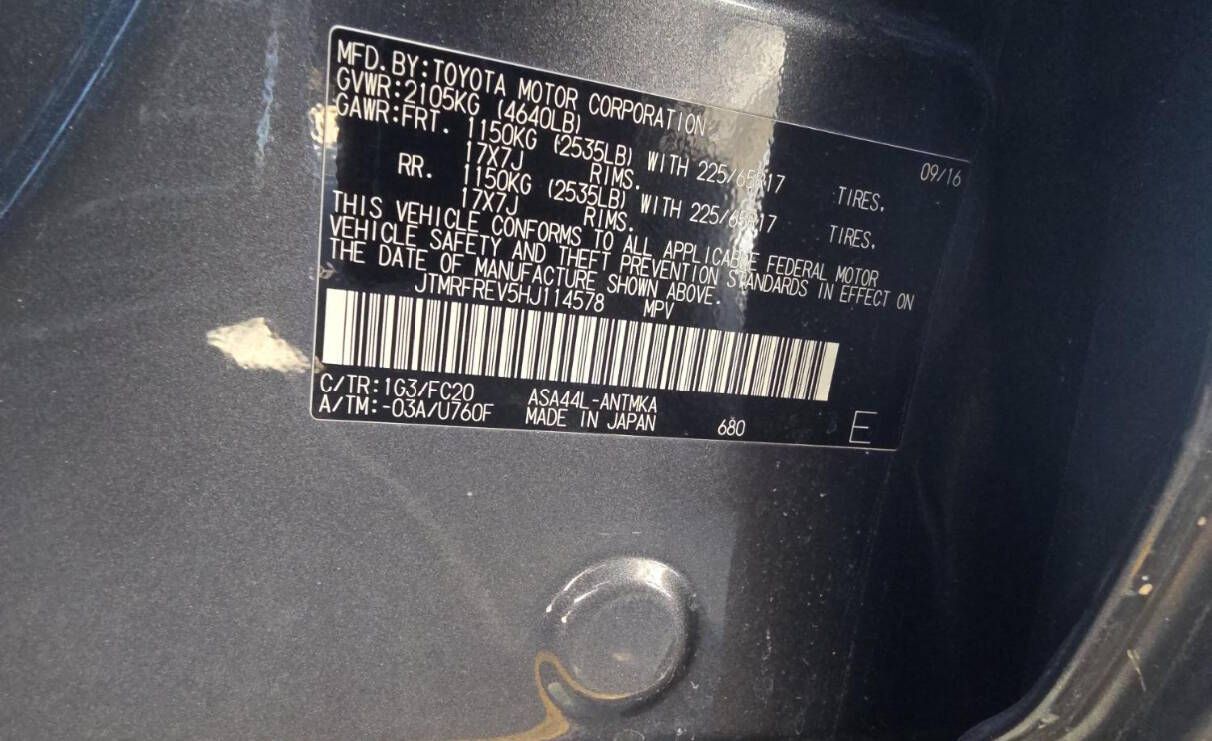 MFD. BY: TOYOTA MOTOR CORPORATION 09/16
GVWR: 2105KG (4640LB)
GAWR: FRT. 1150KG (2535LB) WITH 225/65R17 TIRES,
17X7J RIMS.
RR. 1150KG (2535LB) WITH 225/65R17 TIRES,
17X7J RIMS.
THIS VEHICLE CONFORMS TO ALL APPLICABLE FEDERAL MOTOR
VEHICLE SAFETY AND THEFT PREVENTION STANDARDS IN EFFECT ON
THE DATE OF MANUFACTURE SHOWN ABOVE.
JTMRFREV5HJ114578 MPV
C/TR: 1G3/FC20 ASA44L-ANTMKA
A/TM: -03A/U760F MADE IN JAPAN 680 E